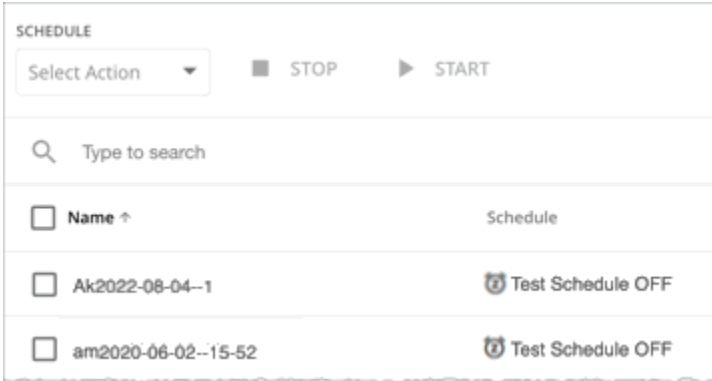 SCHEDULE
Select Action STOP START
Type to search
Name ↑ Schedule
Ak2022-08-04--1 Test Schedule OFF
am2020-06-02--15-52 Test Schedule OFF